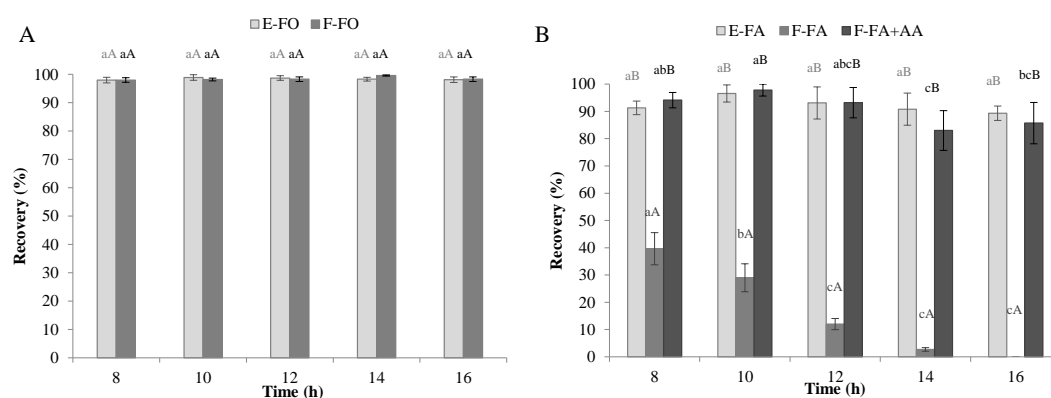 A
E-FO F-FO
aA aA aA aA aA aA aA aA aA aA
100
90
80
70
60
50
40
30
20
10
0
Recovery (%)
8 10 12 14 16
Time (h)
B
E-FA F-FA F-FA+AA
aB abB aB aB aB abcB aB cB aB bcB
aA bA cA cA cA
100
90
80
70
60
50
40
30
20
10
0
Recovery (%)
8 10 12 14 16
Time (h)